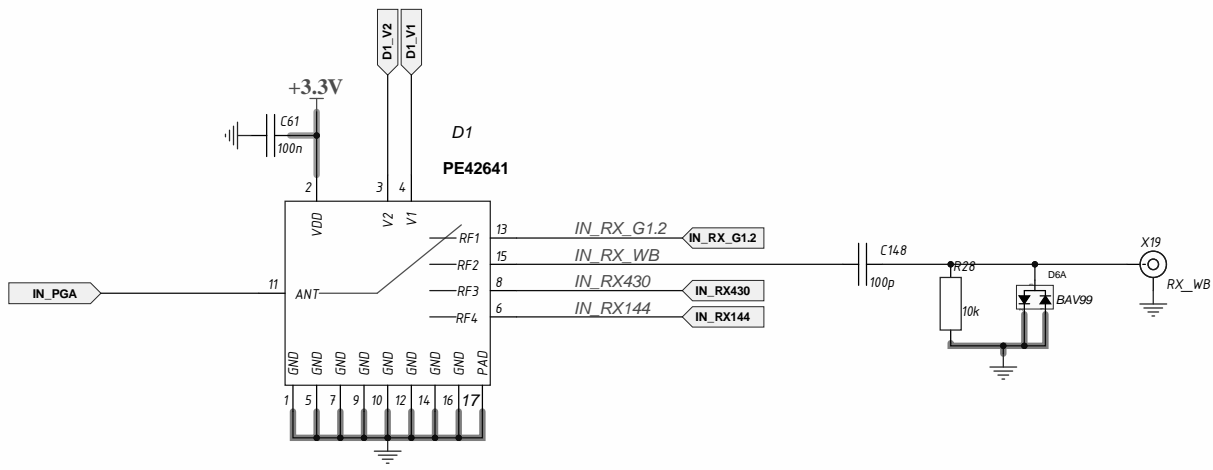 D1_V2
D1_V1
+3.3V
C61
100n
D1
PE42641
2
3
4
VDD
V2
V1
IN_PGA
11
ANT
RF1
13
IN_RX_G1.2
IN_RX_G1.2
RF2
15
IN_RX_WB
RF3
8
IN_RX430
IN_RX430
RF4
6
IN_RX144
IN_RX144
C148
100p
R28
10k
D6A
BAV99
X19
RX_WB
GND
GND
GND
GND
GND
GND
GND
GND
PAD
1
5
7
9
10
12
14
16
17